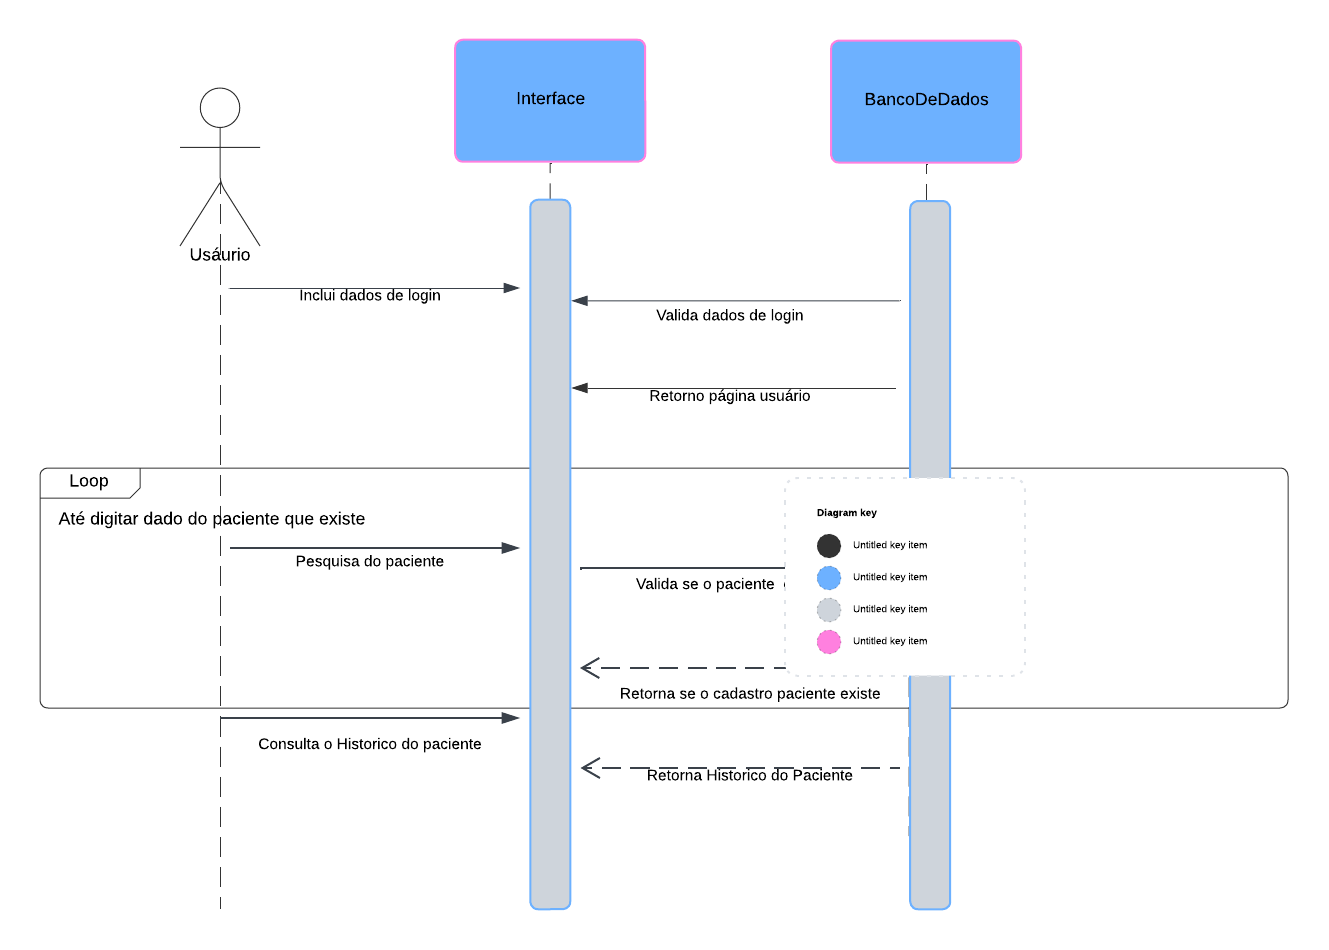 Interface
BancoDeDados
Usáurio
Inclui dados de login
Valida dados de login
Retorno página usuário
Loop
Até digitar dado do paciente que existe
Diagram key
Untitled key item
Pesquisa do paciente
Valida se o paciente
Untitled key item
Untitled key item
Untitled key item
Retorna se o cadastro paciente existe
Consulta o Historico do paciente
Retorna Historico do Paciente